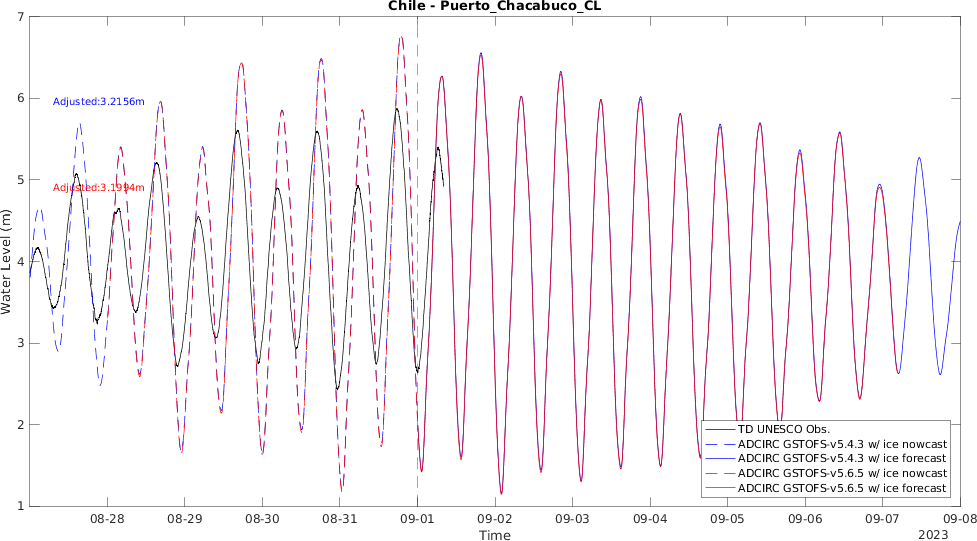 Chile - Puerto_Chacabuco_CL
7
6
5
4
3
2
1
Water Level (m)
Adjusted:3.2156m
Adjusted:3.1994m
TD UNESCO Obs.
ADCIRC GSTOFS-v5.4.3 w/ ice nowcast
ADCIRC GSTOFS-v5.4.3 w/ ice forecast
ADCIRC GSTOFS-v5.6.5 w/ ice nowcast
ADCIRC GSTOFS-v5.6.5 w/ ice forecast
08-28 08-29 08-30 08-31 09-01 09-02 09-03 09-04 09-05 09-06 09-07 09-08
Time
2023